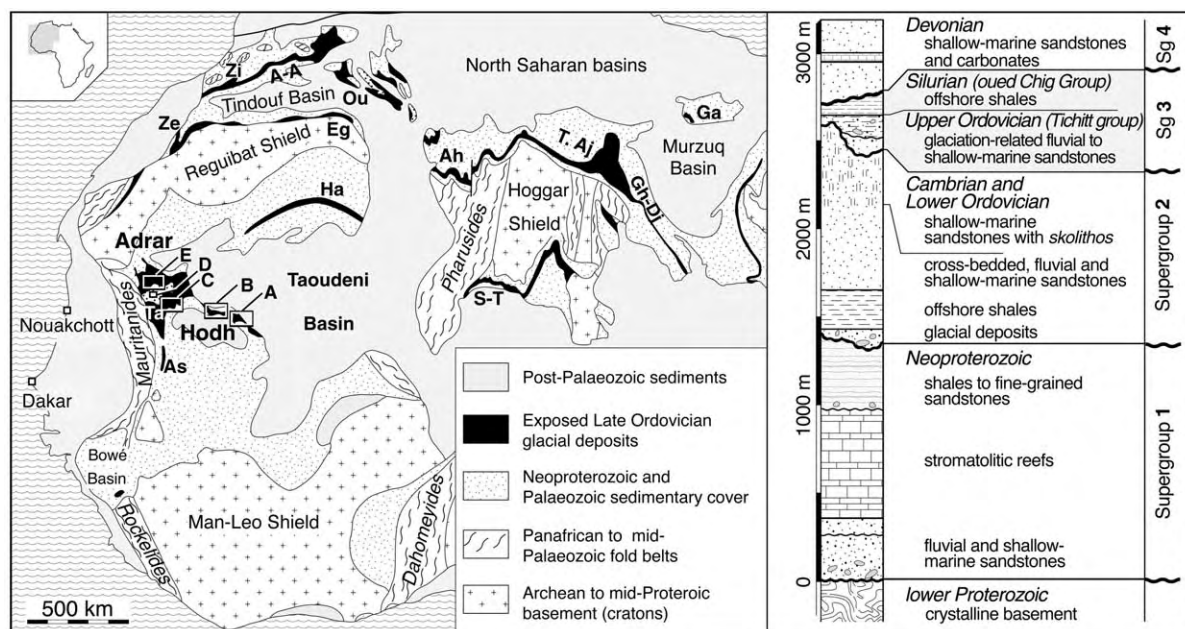 Zi
A-A
Tindouf Basin
Ou
North Saharan basins
Ga
Ze
Eg
Reguibat Shield
Ah
T. Aj
Murzuq
Basin
Ha
Hoggar
Shield
Gh-Dj
Pharusides
Adrar
E
D
C
B
A
Taoudeni
Basin
S-T
Ta
Nouakchott
Hodh
Mauritanides
As
Dakar
Bowé
Basin
Man-Leo Shield
Rockelides
Dahomeyides
500 km
Post-Palaeozoic sediments
Exposed Late Ordovician
glacial deposits
Neoproterozoic and
Palaeozoic sedimentary cover
Panafrican to mid-
Palaeozoic fold belts
Archean to mid-Proteroic
basement (cratons)
3000 m
2000 m
1000 m
0
Devonian
shallow-marine sandstones
and carbonates
Silurian (oued Chig Group)
offshore shales
Upper Ordovician (Tichitt group)
glaciation-related fluvial to
shallow-marine sandstones
Cambrian and
Lower Ordovician
shallow-marine
sandstones with skolithos
cross-bedded, fluvial and
shallow-marine sandstones
offshore shales
glacial deposits
Neoproterozoic
shales to fine-grained
sandstones
stromatolitic reefs
fluvial and shallow-
marine sandstones
lower Proterozoic
crystalline basement
Ssg 4
Sg 3
Supergroup 2
Supergroup 1